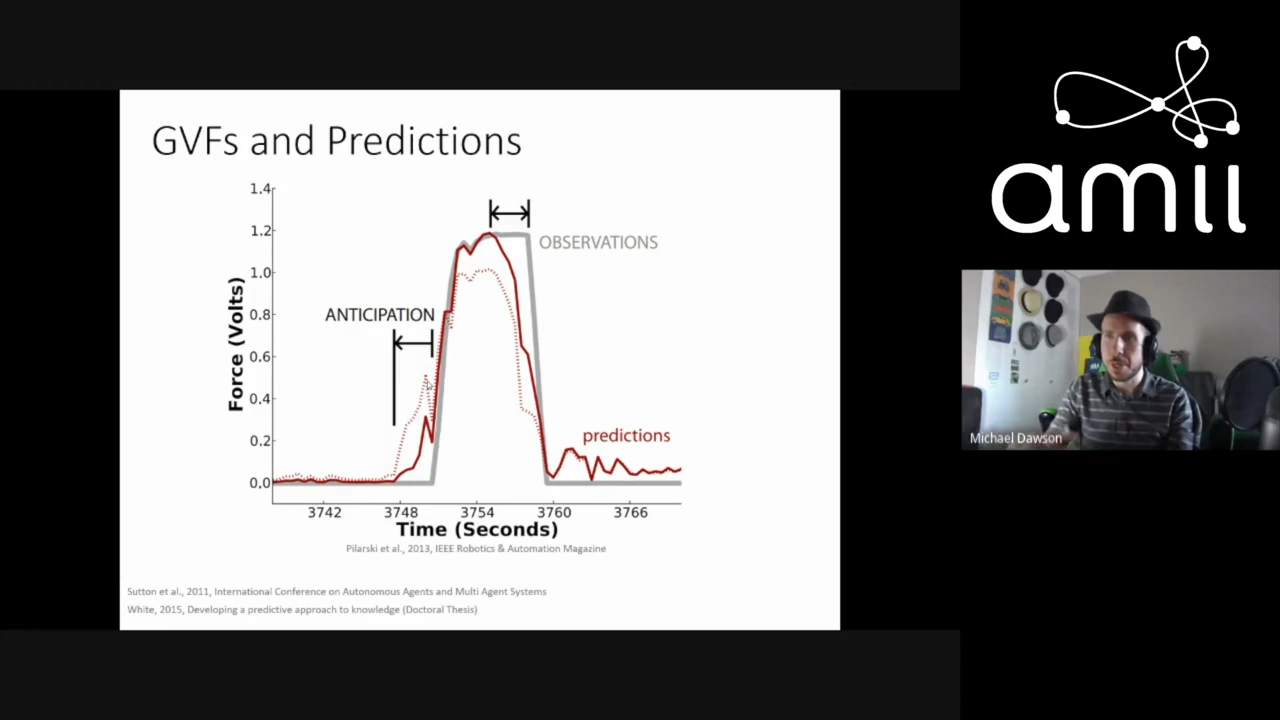 GVFs and Predictions
1.4
1.2
1.0
0.8
0.6
0.4
0.2
0.0
Force (Volts)
ANTICIPATION
OBSERVATIONS
predictions
3742 3748 3754 3760 3766
Time (Seconds)
Pilarski et al., 2013, IEEE Robotics & Automation Magazine
Sutton et al., 2011, International Conference on Autonomous Agents and Multi Agent Systems
White, 2015, Developing a predictive approach to knowledge (Doctoral Thesis)
amii
Michael Dawson